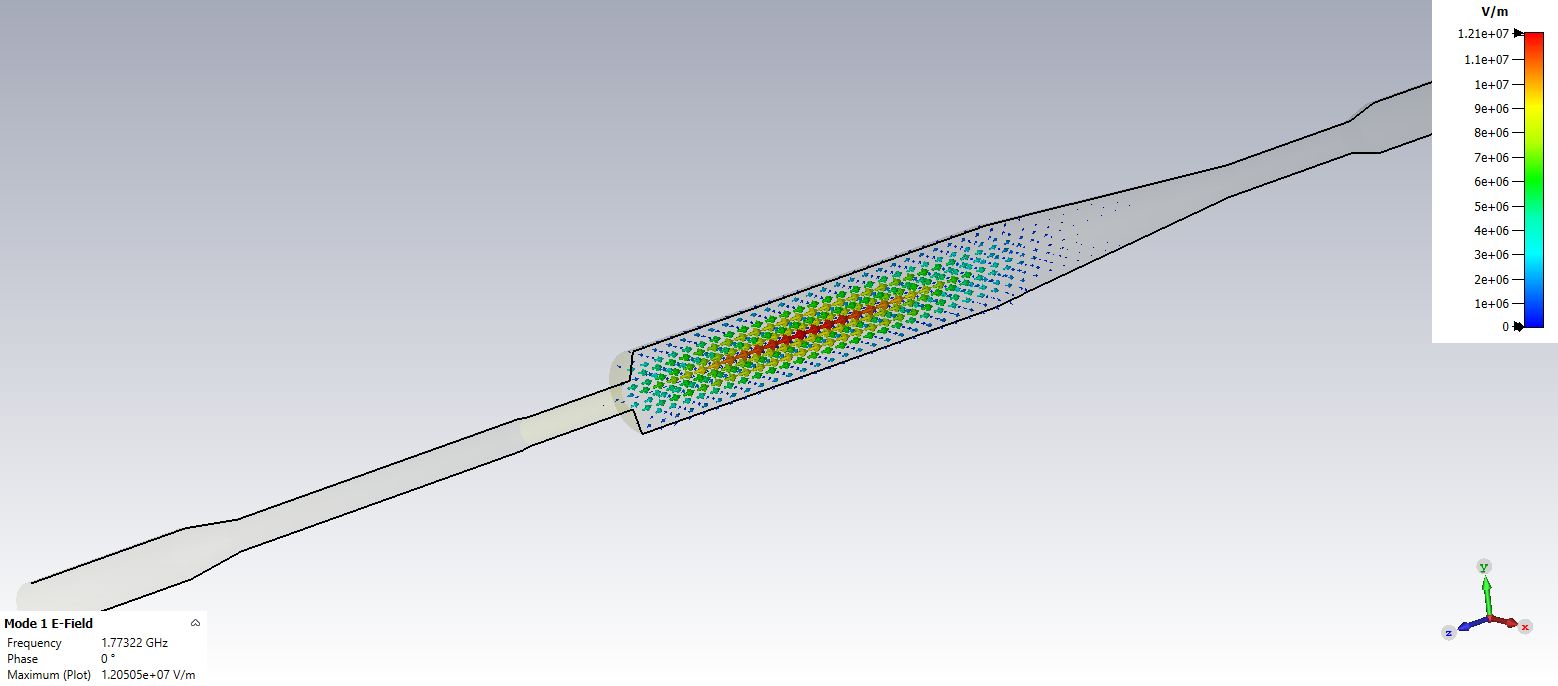 V/m
1.21e+07
1.1e+07
1e+07
9e+06
8e+06
7e+06
6e+06
5e+06
4e+06
3e+06
2e+06
1e+06
0
y
z
x
Mode 1 E-Field
Frequency 1.77322 GHz
Phase 0 °
Maximum (Plot) 1.20505e+07 V/m